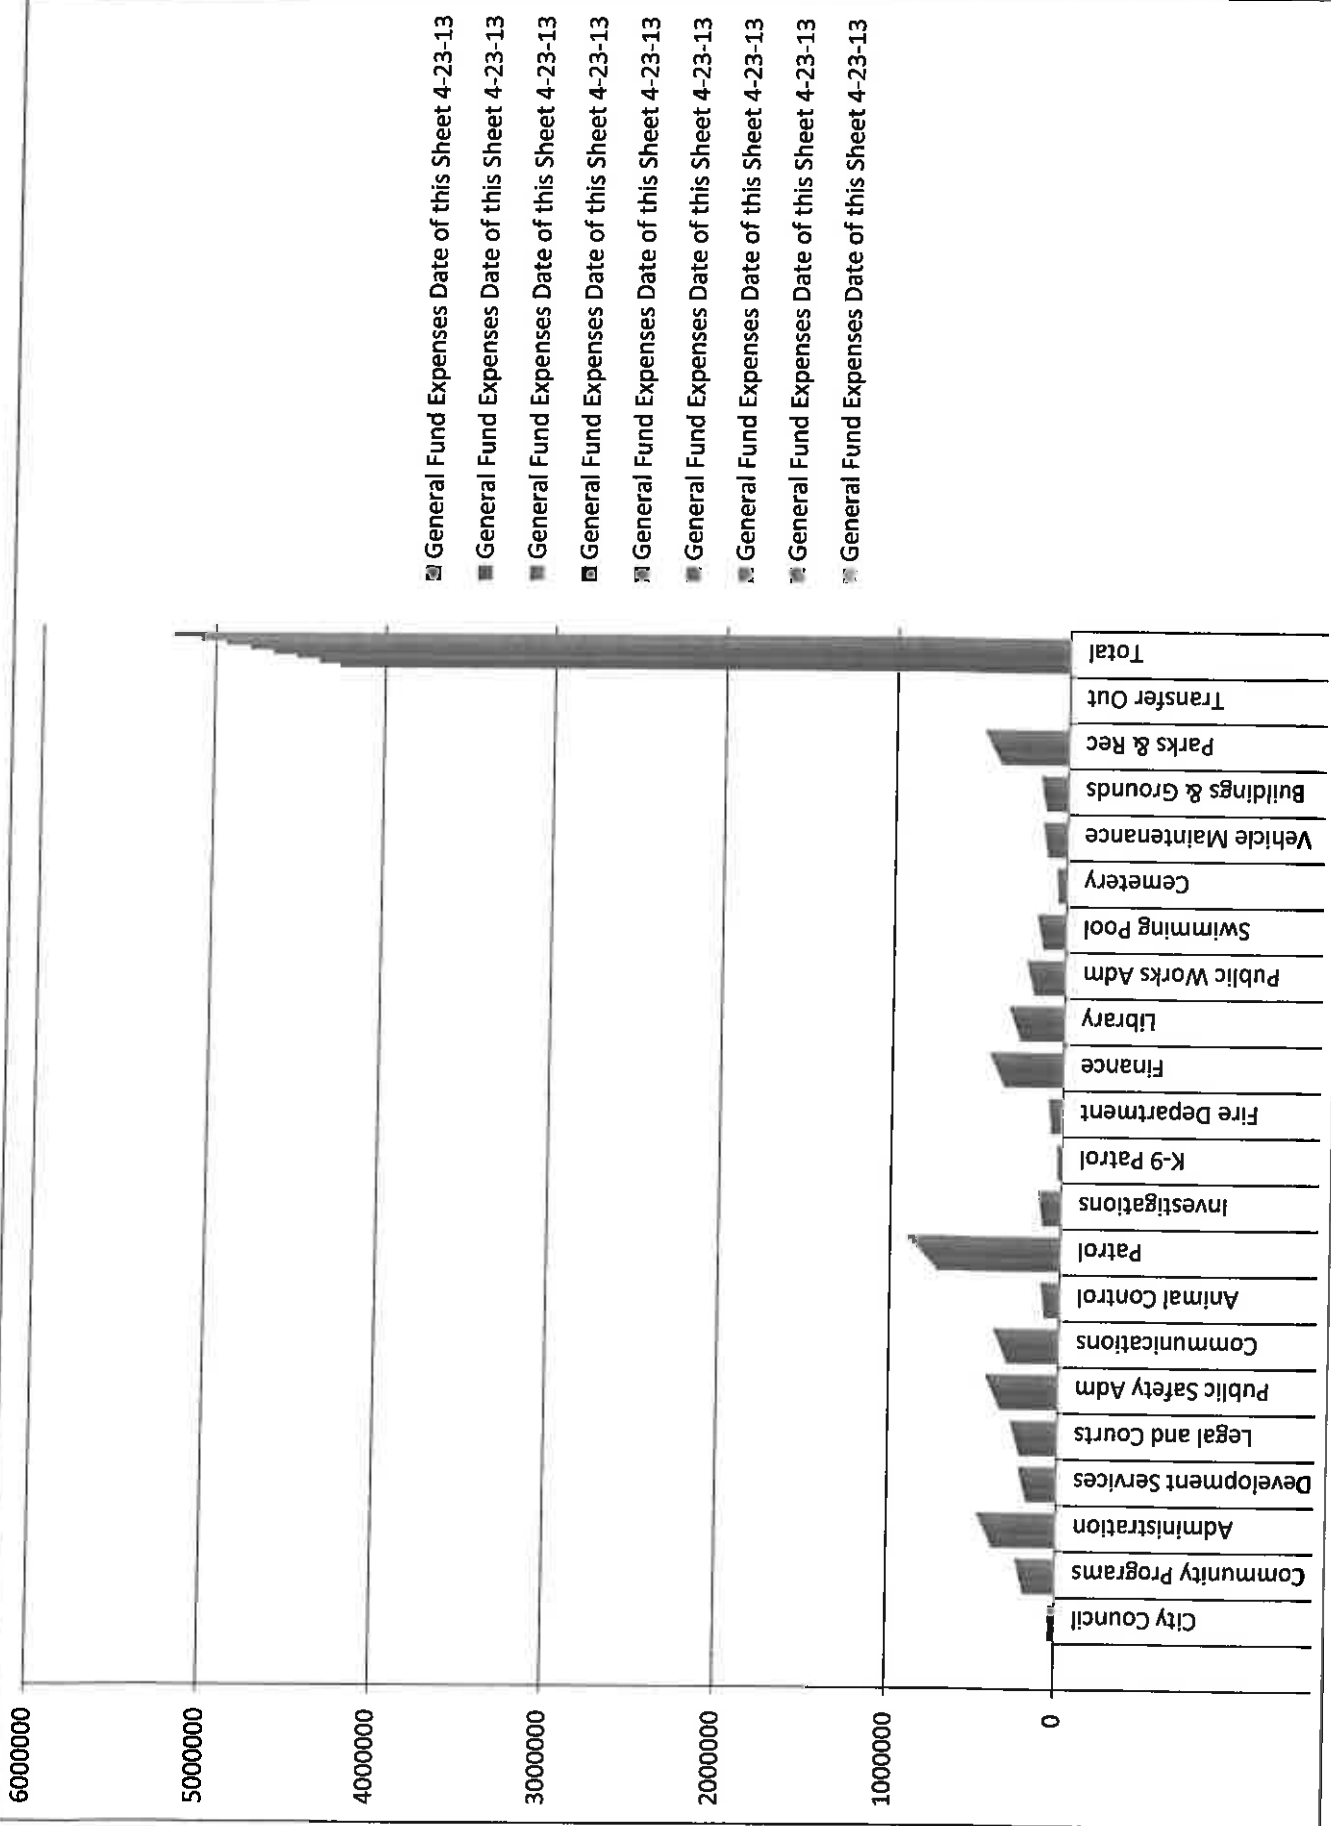 6000000
5000000
4000000
3000000
2000000
1000000
0
City Council
Community Programs
Administration
Development Services
Legal and Courts
Public Safety Adm
Communications
Animal Control
Patrol
Investigations
K-9 Patrol
Fire Department
Finance
Library
Public Works Adm
Swimming Pool
Cemetery
Vehicle Maintenance
Buildings & Grounds
Parks & Rec
Transfer Out
Total
General Fund Expenses Date of this Sheet 4-23-13
General Fund Expenses Date of this Sheet 4-23-13
General Fund Expenses Date of this Sheet 4-23-13
General Fund Expenses Date of this Sheet 4-23-13
General Fund Expenses Date of this Sheet 4-23-13
General Fund Expenses Date of this Sheet 4-23-13
General Fund Expenses Date of this Sheet 4-23-13
General Fund Expenses Date of this Sheet 4-23-13
General Fund Expenses Date of this Sheet 4-23-13